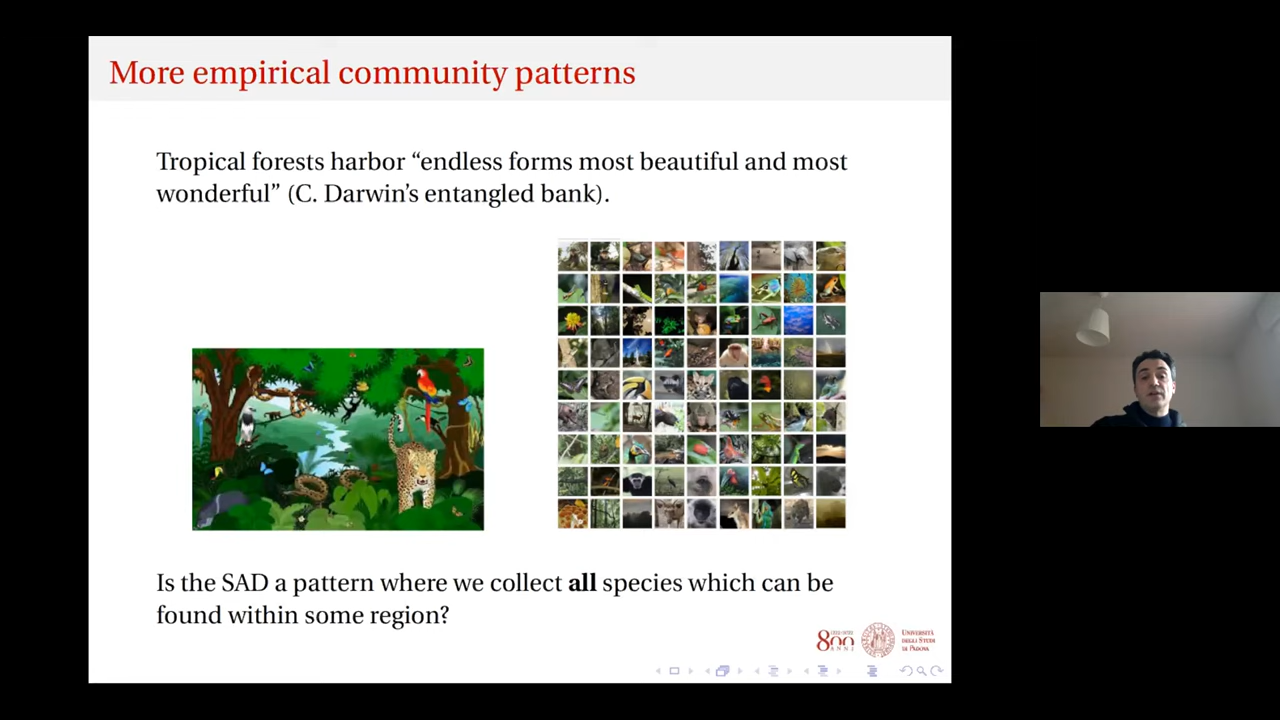 More empirical community patterns
Tropical forests harbor “endless forms most beautiful and most
wonderful” (C. Darwin’s entangled bank).
Is the SAD a pattern where we collect all species which can be
found within some region?
800
1222-2022
ANNI
UNIVERSITÀ
DEGLI STUDI
DI PADOVA